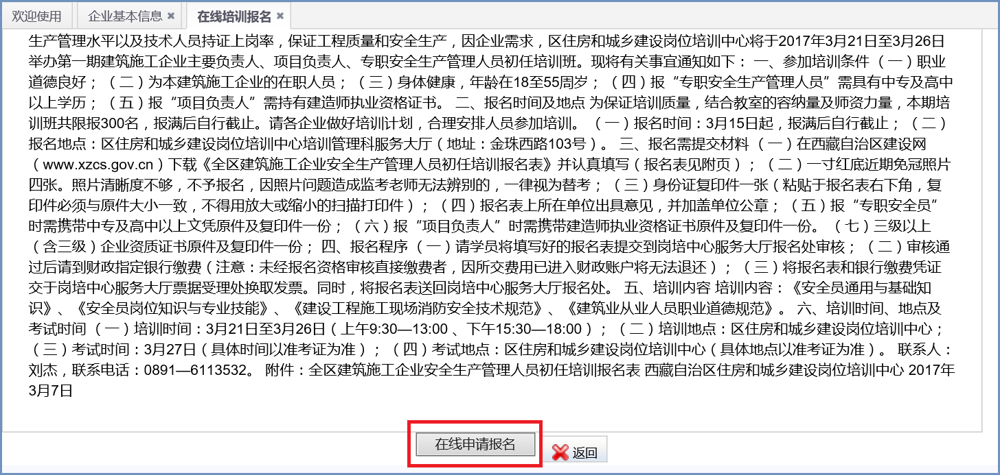 欢迎使用 企业基本信息 在线培训报名
生产管理水平以及技术人员持证上岗率，保证工程质量和安全生产，因企业需求，区住房和城乡建设岗位培训中心将于2017年3月21日至3月26日
举办第一期建筑施工企业主要负责人、项目负责人、专职安全生产管理人员初任培训班。现将有关事宜通知如下： 一、参加培训条件 （一）职业
道德良好； （二）为本建筑施工企业的在职人员； （三）身体健康，年龄在18至55周岁； （四）报“专职安全生产管理人员”需具有中专及高中
以上学历； （五）报“项目负责人”需持有建造师执业资格证书。 二、报名时间及地点 为保证培训质量，结合教室的容纳量及师资力量，本期培
训班共限报300名，报满后自行截止。请各企业做好培训计划，合理安排人员参加培训。 （一）报名时间：3月15日起，报满后自行截止； （二）
报名地点：区住房和城乡建设岗位培训中心培训管理科服务大厅（地址：金珠西路103号）。 三、报名需提交材料 （一）在西藏自治区建设网
（www.xzcs.gov.cn）下载《全区建筑施工企业安全生产管理人员初任培训报名表》并认真填写（报名表见附页）； （二）一寸红底近期免冠照片
四张。照片清晰度不够，不予报名，因照片问题造成监考老师无法辨别的，一律视为替考； （三）身份证复印件一张（粘贴于报名表右下角，复
印件必须与原件大小一致，不得用放大或缩小的扫描打印件）； （四）报名表上所在单位出具意见，并加盖单位公章； （五）报“专职安全员”
时需携带中专及高中以上文凭原件及复印件一份； （六）报“项目负责人”时需携带建造师执业资格证书原件及复印件一份。 （七）三级以上
（含三级）企业资质证书原件及复印件一份； 四、报名程序 （一）请学员将填写好的报名表提交到岗培中心服务大厅报名处审核； （二）审核通
过后请到财政指定银行缴费（注意：未经报名资格审核直接缴费者，因所交费用已进入财政账户将无法退还）； （三）将报名表和银行缴费凭证
交于岗培中心服务大厅票据受理处换取发票。同时，将报名表送回岗培中心服务大厅报名处。 五、培训内容 培训内容：《安全员通用与基础知
识》、《安全员岗位知识与专业技能》、《建设工程施工现场消防安全技术规范》、《建筑业从业人员职业道德规范》。 六、培训时间、地点及
考试时间 （一）培训时间：3月21日至3月26日（上午9:30—13:00 、下午15:30—18:00）； （二）培训地点：区住房和城乡建设岗位培训中心；
（三）考试时间：3月27日（具体时间以准考证为准）； （四）考试地点：区住房和城乡建设岗位培训中心（具体地点以准考证为准）。 联系人：
刘杰，联系电话：0891—6113532。 附件：全区建筑施工企业安全生产管理人员初任培训报名表 西藏自治区住房和城乡建设岗位培训中心 2017年
3月7日
在线申请报名 返回